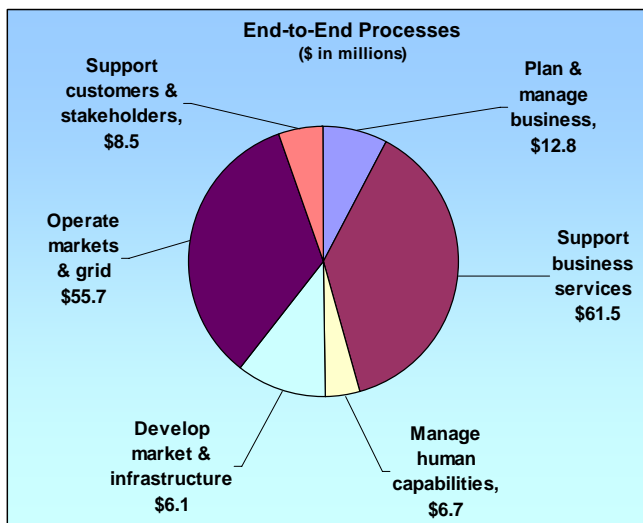 End-to-End Processes
($ in millions)
Support
customers &
stakeholders,
$8.5
Plan &
manage
business,
$12.8
Operate
markets
& grid
$55.7
Support
business
services
$61.5
Develop
market &
infrastructure
$6.1
Manage
human
capabilities,
$6.7